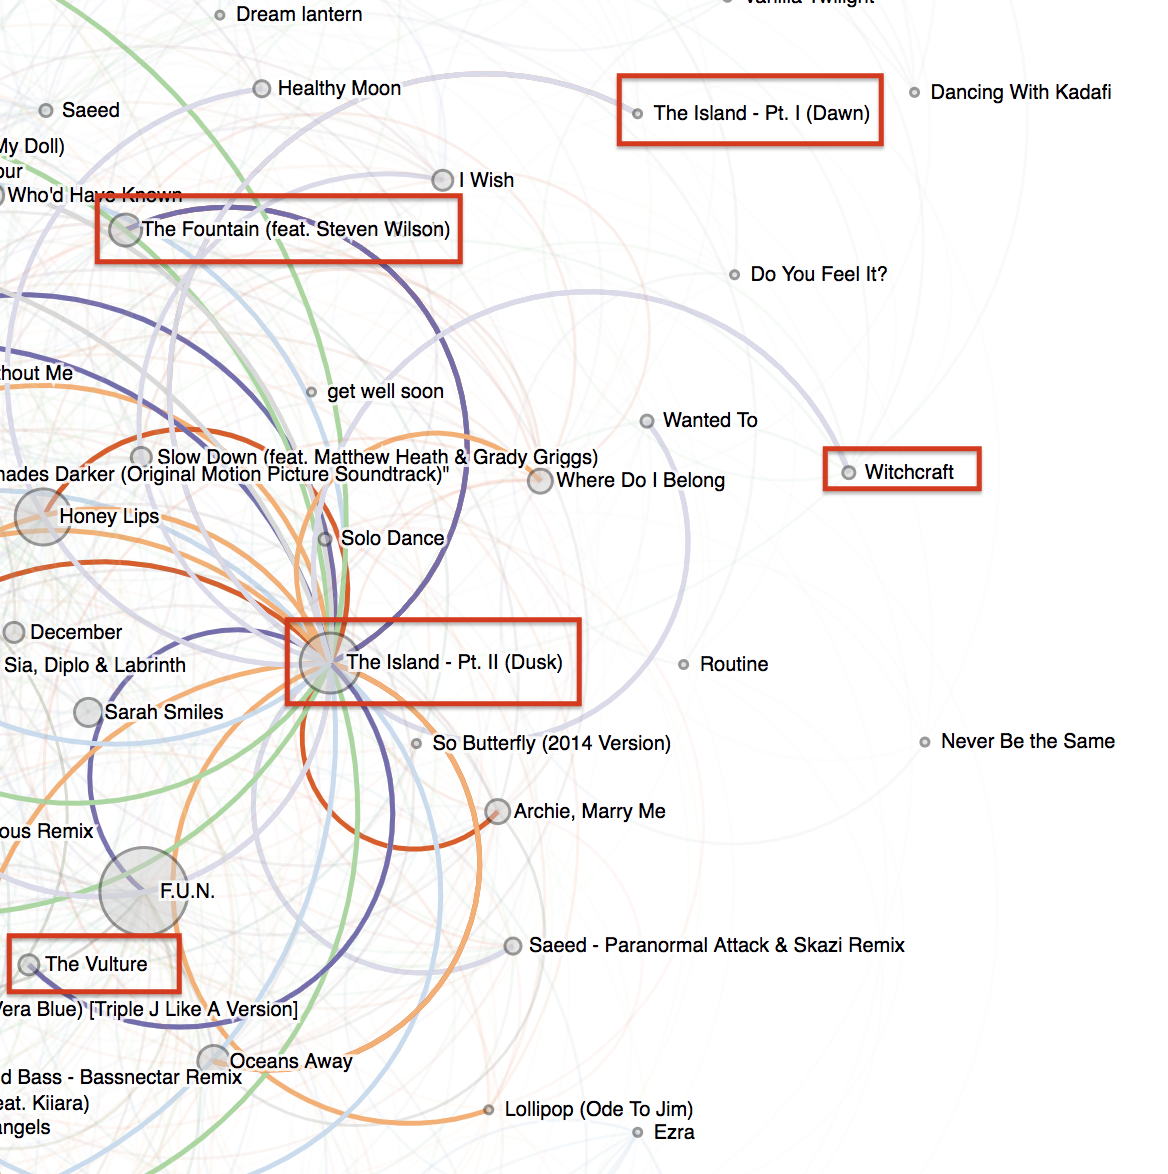 Vanilla Twilight
Dream lantern
Healthy Moon
Dancing With Kadafi
Saeed
The Island - Pt. I (Dawn)
My Doll)
our
I Wish
Who'd Have Known
The Fountain (feat. Steven Wilson)
Do You Feel It?
thout Me
get well soon
Wanted To
Slow Down (feat. Matthew Heath & Grady Griggs)
hades Darker (Original Motion Picture Soundtrack)"
Witchcraft
Where Do I Belong
Honey Lips
Solo Dance
December
The Island - Pt. II (Dusk)
Sia, Diplo & Labrinth
Routine
Sarah Smiles
So Butterfly (2014 Version)
Never Be the Same
Archie, Marry Me
ous Remix
F.U.N.
Saeed - Paranormal Attack & Skazi Remix
The Vulture
Vera Blue) [Triple J Like A Version]
Oceans Away
d Bass - Bassnectar Remix
eat. Kiiara)
Lollipop (Ode To Jim)
angels
Ezra